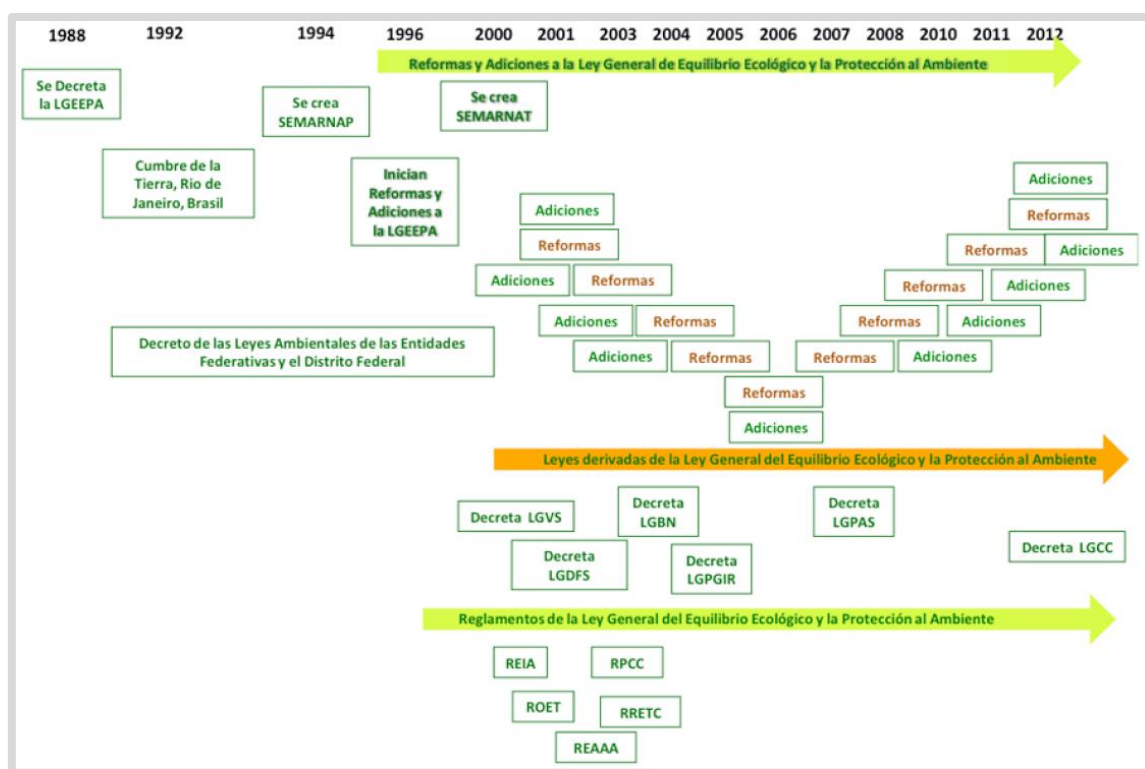 1988 1992 1994 1996 2000 2001 2003 2004 2005 2006 2007 2008 2010 2011 2012
Reformas y Adiciones a la Ley General de Equilibrio Ecológico y la Protección al Ambiente
Se Decreta
la LGEEPA
Se crea
SEMARNAP
Se crea
SEMARNAT
Cumbre de la
Tierra, Rio de
Janeiro, Brasil
Inician
Reformas y
Adiciones a
la LGEEPA
Adiciones
Adiciones
Reformas
Reformas
Reformas
Adiciones
Adiciones
Reformas
Reformas
Adiciones
Adiciones
Reformas
Reformas
Adiciones
Decreto de las Leyes Ambientales de las Entidades
Federativas y el Distrito Federal
Adiciones
Reformas
Reformas
Adiciones
Reformas
Adiciones
Leyes derivadas de la Ley General del Equilibrio Ecológico y la Protección al Ambiente
Decreta LGVS
Decreta
LGBN
Decreta
LGPAS
Decreta LGCC
Decreta
LGDFS
Decreta
LGPGIR
Reglamentos de la Ley General del Equilibrio Ecológico y la Protección al Ambiente
REIA
RPCC
ROET
RRETC
REAAA